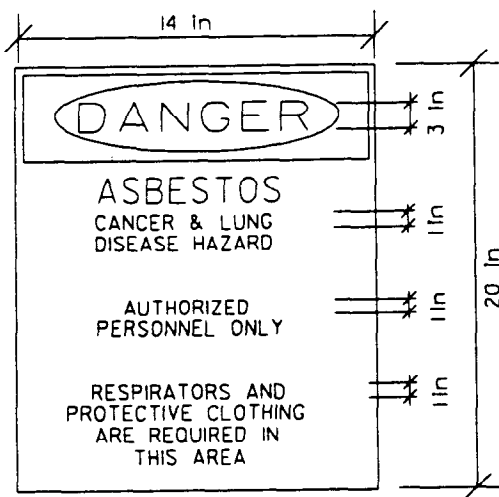 14 in
DANGER
3 in
ASBESTOS
CANCER & LUNG
DISEASE HAZARD
1 in
20 in
AUTHORIZED
PERSONNEL ONLY
1 in
RESPIRATORS AND
PROTECTIVE CLOTHING
ARE REQUIRED IN
THIS AREA
1 in